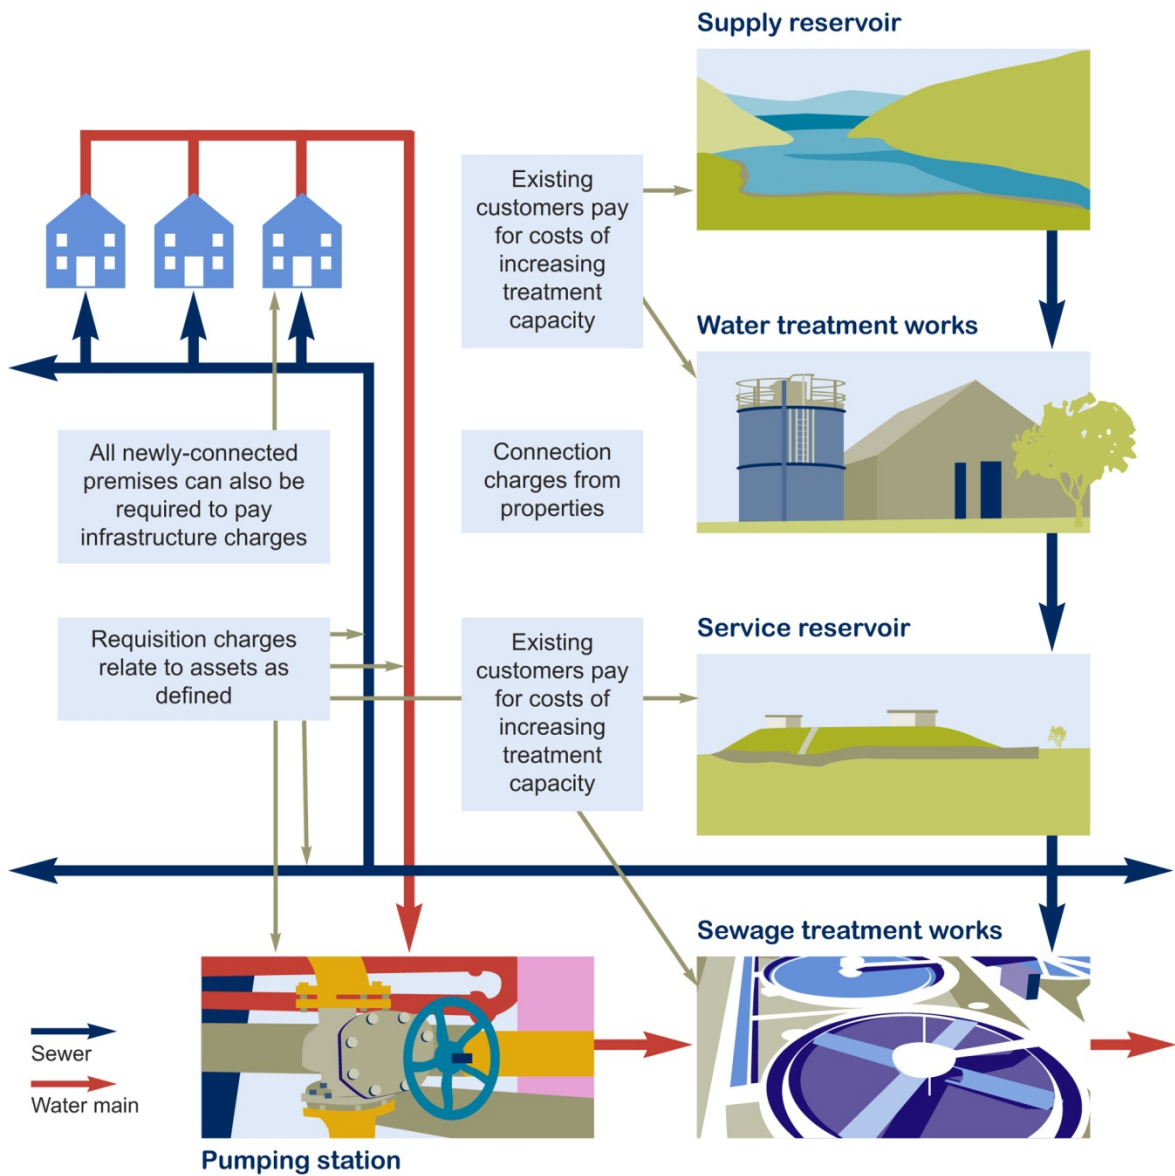 Supply reservoir
Existing
customers pay
for costs of
increasing
treatment
capacity
Water treatment works
All newly-connected
premises can also be
required to pay
infrastructure charges
Connection
charges from
properties
Requisition charges
relate to assets as
defined
Existing
customers pay
for costs of
increasing
treatment
capacity
Service reservoir
Sewage treatment works
Sewer
Water main
Pumping station